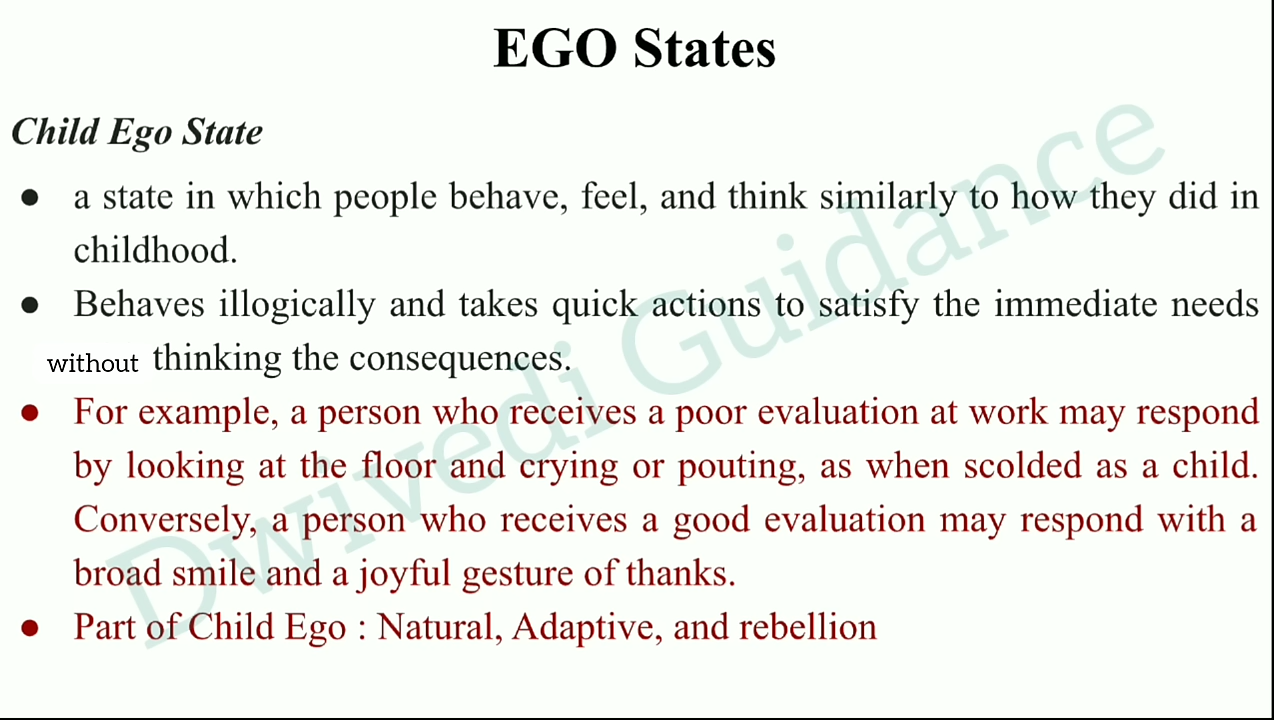 EGO States
Child Ego State
● a state in which people behave, feel, and think similarly to how they did in
childhood.
● Behaves illogically and takes quick actions to satisfy the immediate needs
without thinking the consequences.
● For example, a person who receives a poor evaluation at work may respond
by looking at the floor and crying or pouting, as when scolded as a child.
Conversely, a person who receives a good evaluation may respond with a
broad smile and a joyful gesture of thanks.
● Part of Child Ego : Natural, Adaptive, and rebellion
Dwivedi Guidance